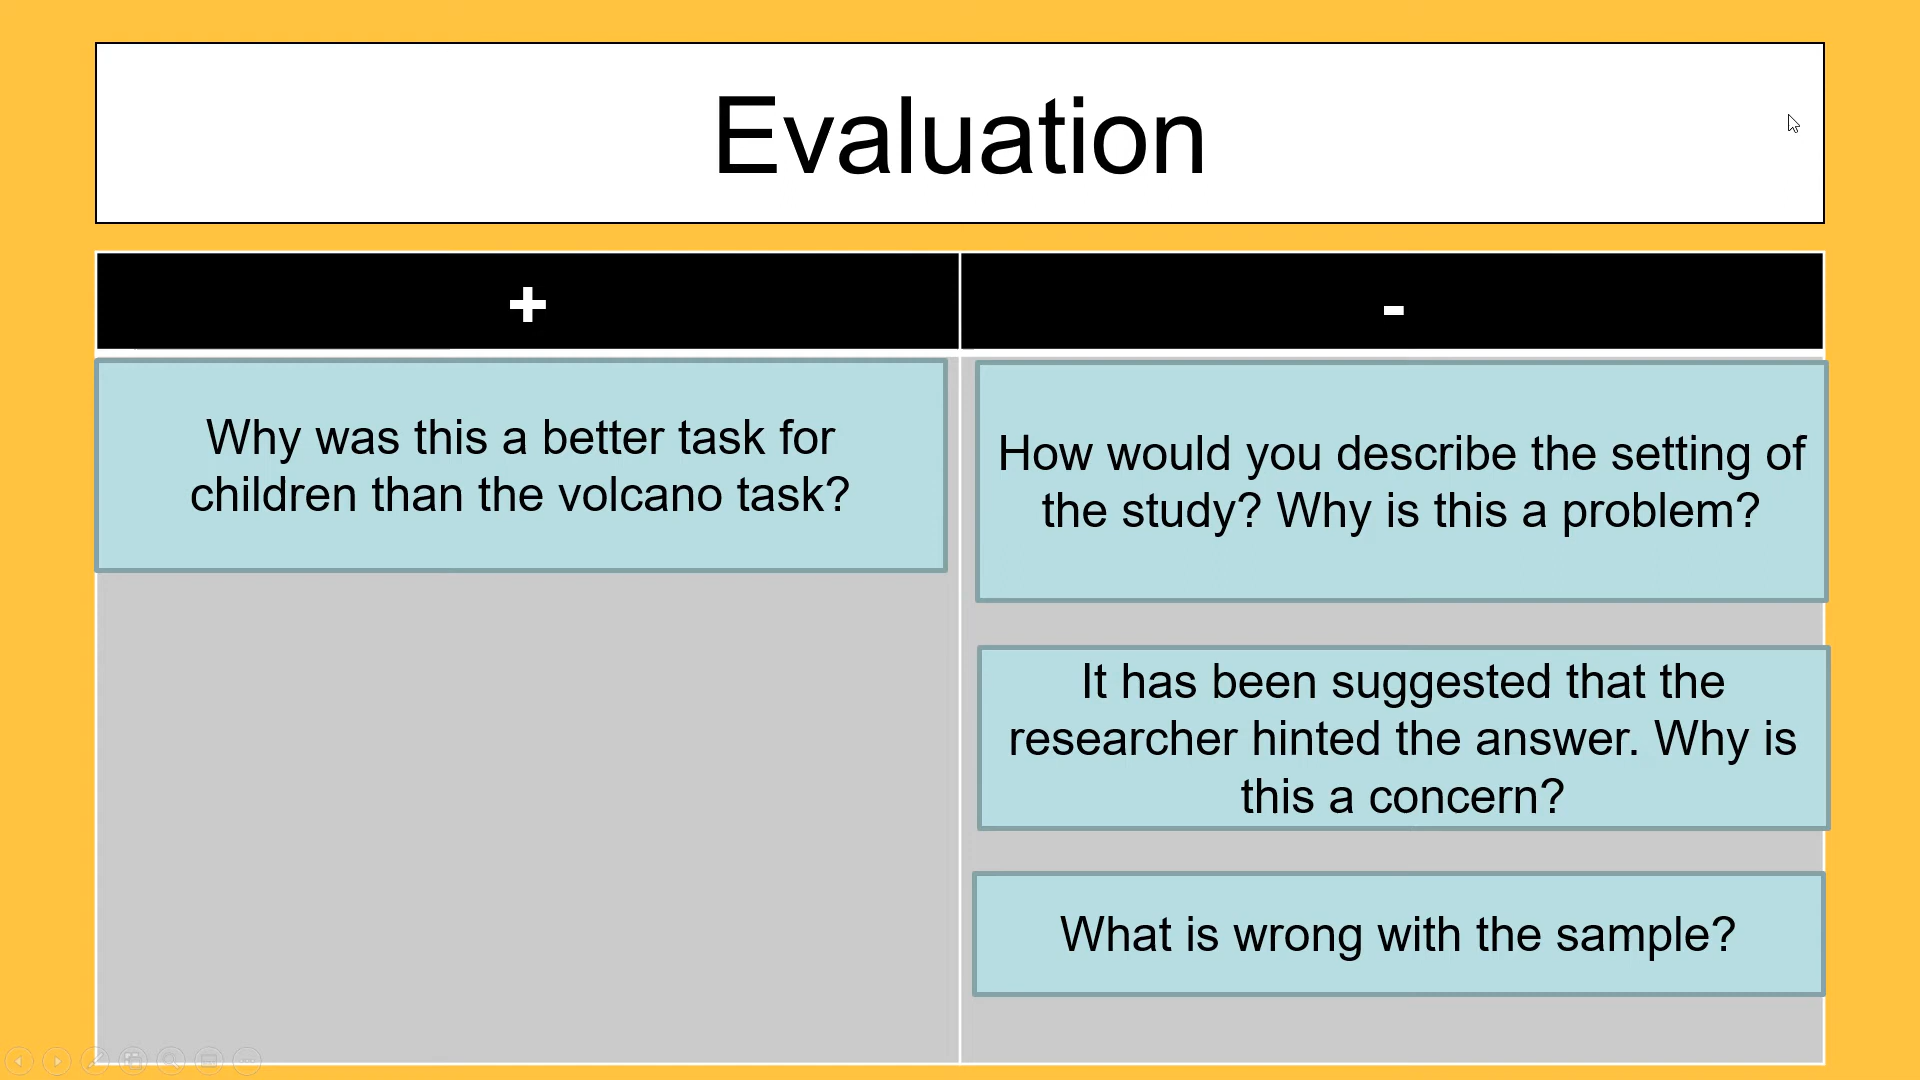 Evaluation
+
-
Why was this a better task for
children than the volcano task?
How would you describe the setting of
the study? Why is this a problem?
It has been suggested that the
researcher hinted the answer. Why is
this a concern?
What is wrong with the sample?